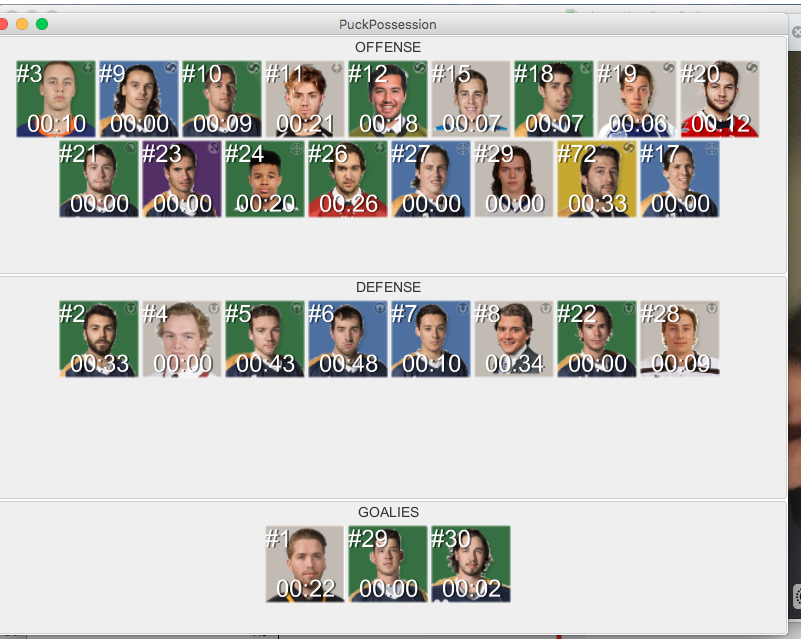 PuckPossession
OFFENSE
#3 #9 #10 #11 #12 #15 #18 #19 #20
00:10 00:00 00:09 00:21 00:18 00:07 00:07 00:06 00:12
#21 #23 #24 #26 #27 #29 #72 #17
00:00 00:00 00:20 00:26 00:00 00:00 00:33 00:00
DEFENSE
#2 #4 #5 #6 #7 #8 #22 #28
00:33 00:00 00:43 00:48 00:10 00:34 00:00 00:09
GOALIES
#1 #29 #30
00:22 00:00 00:02